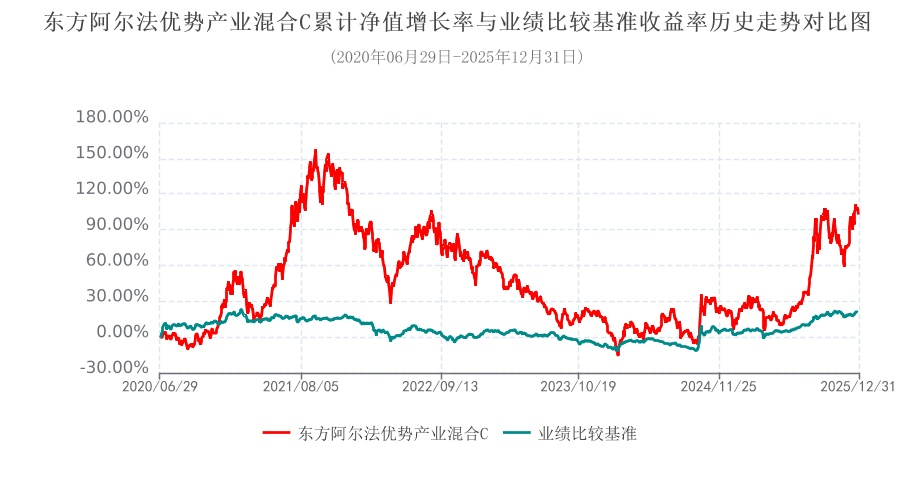 东方阿尔法优势产业混合C累计净值增长率与业绩比较基准收益率历史走势对比图
(2020年06月29日-2025年12月31日)
180.00%
150.00%
120.00%
90.00%
60.00%
30.00%
0.00%
-30.00%
2020/06/29 2021/08/05 2022/09/13 2023/10/19 2024/11/25 2025/12/31
东方阿尔法优势产业混合C 业绩比较基准